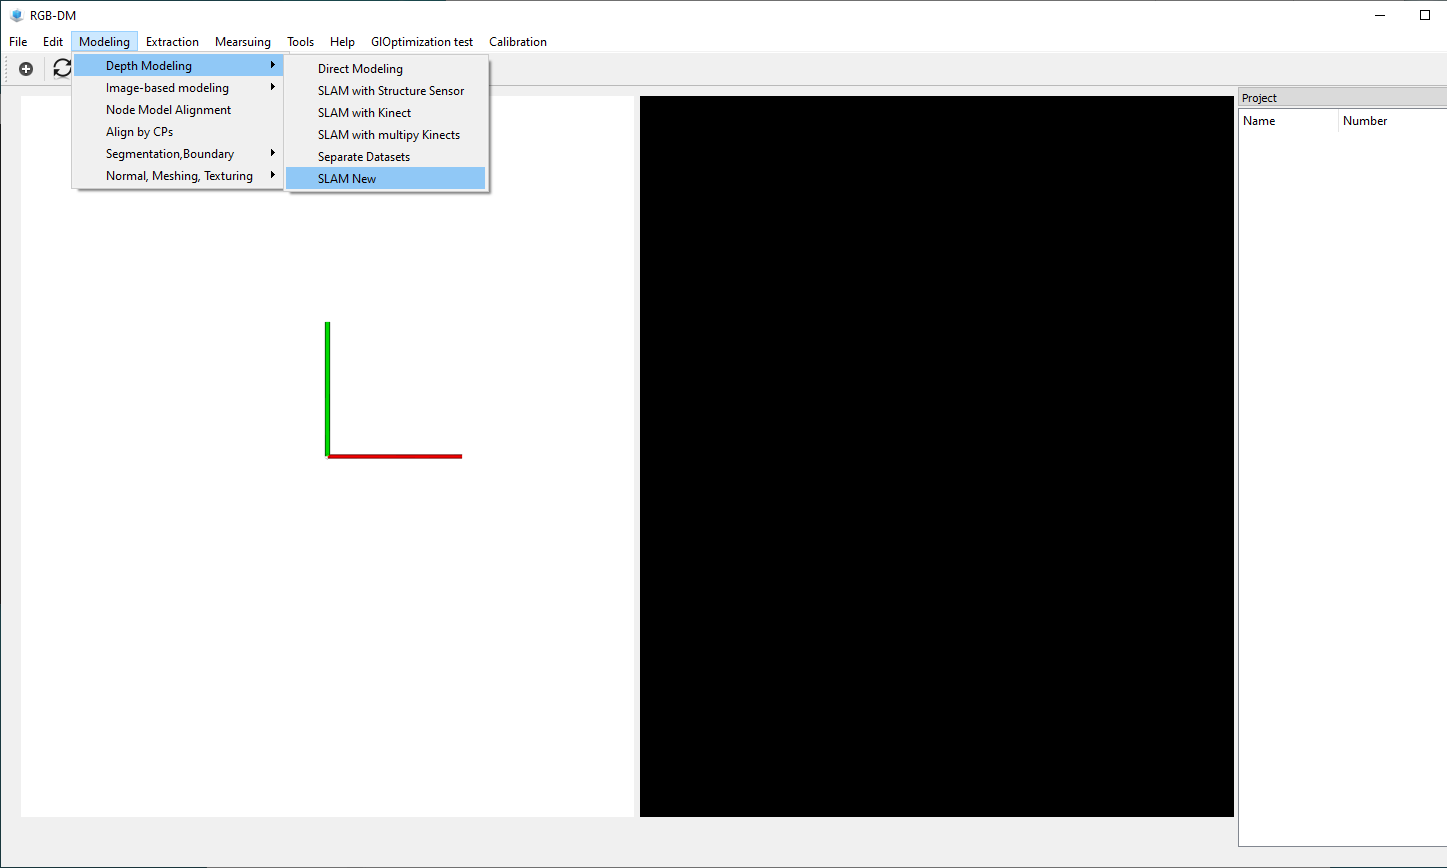 RGB-DM
File Edit Modeling Extraction Mearsuing Tools Help GIOptimization test Calibration
Depth Modeling
Image-based modeling
Node Model Alignment
Align by CPs
Segmentation,Boundary
Normal, Meshing, Texturing
Direct Modeling
SLAM with Structure Sensor
SLAM with Kinect
SLAM with multipy Kinects
Separate Datasets
SLAM New
Project
Name Number